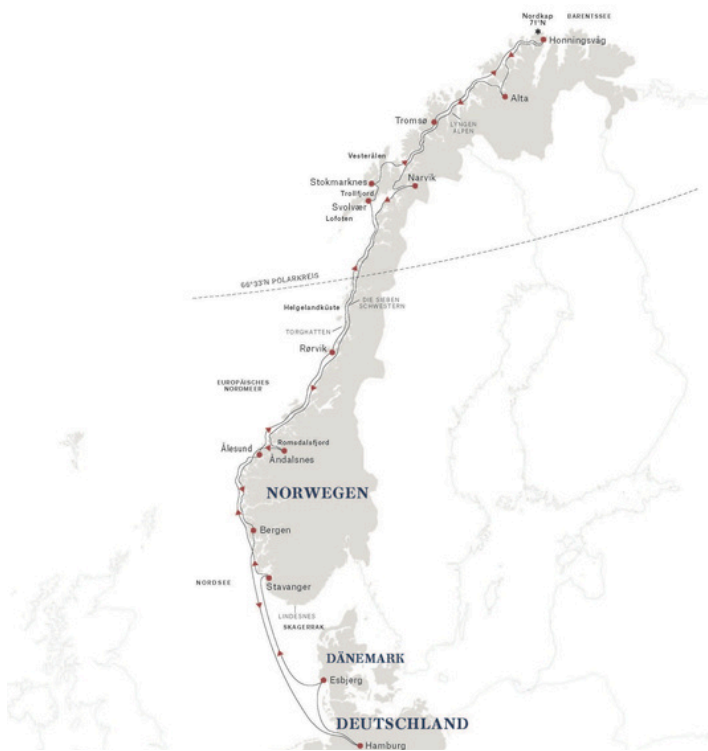 Nordkap
71°N
BARENTSSEE
Honningsvåg
Alta
Tromsø
LYNGEN
ALPEN
Vesterålen
Narvik
Stokmarknes
Trollfjord
Svolvær
Lofoten
66°33'N POLARKREIS
DIE SIEBEN
SCHWESTERN
Helgelandküste
TORGHATTEN
Rørvik
EUROPÄISCHES
NORDMEER
Ålesund
Romsdalsfjord
Åndalsnes
NORWEGEN
Bergen
NORDSEE
Stavanger
LINDESNES
SKAGERRAK
DÄNEMARK
Esbjerg
DEUTSCHLAND
Hamburg